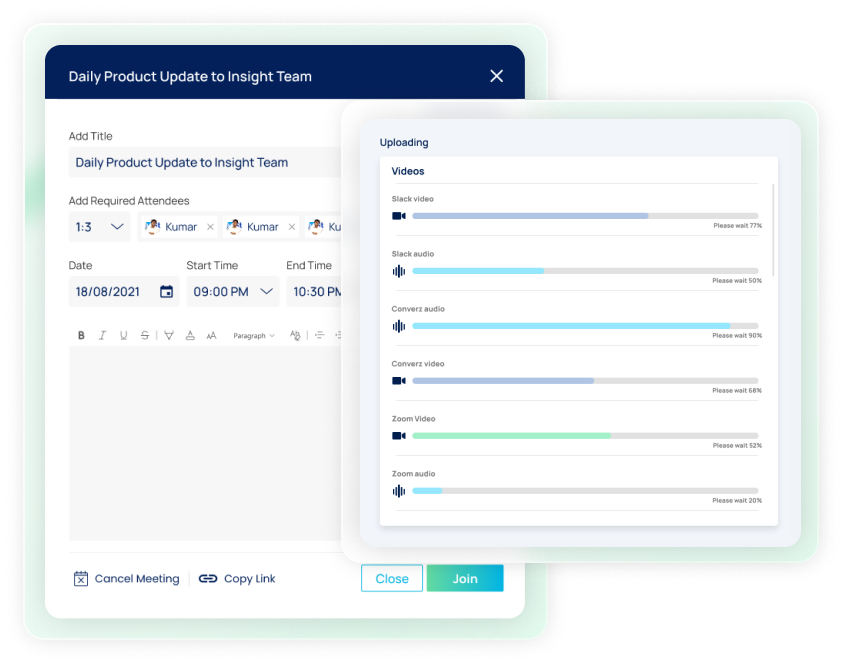 Daily Product Update to Insight Team
Add Title
Daily Product Update to Insight Team
Add Required Attendees
1:3 Kumar Kumar Ku
Date Start Time End Time
18/08/2021 09:00 PM 10:30 PM
B I U S A AA Paragraph
Cancel Meeting Copy Link Close Join
Uploading
Videos
Slack video
Please wait 77%
Slack audio
Please wait 50%
Converz audio
Please wait 90%
Converz video
Please wait 68%
Zoom Video
Please wait 52%
Zoom audio
Please wait 20%